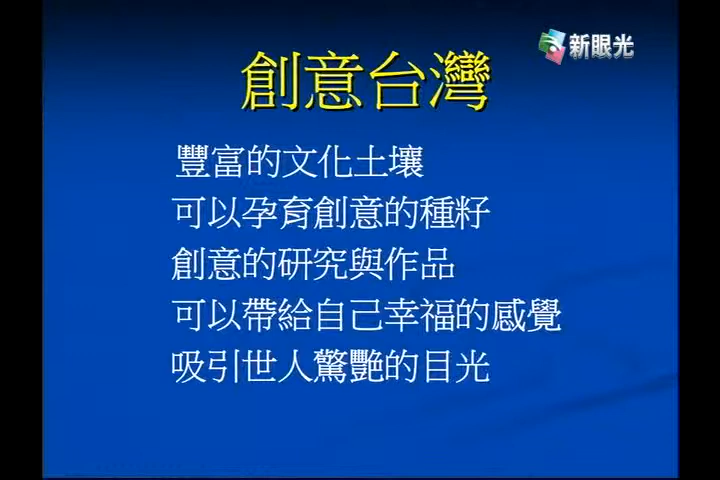 新眼光
創意台灣
豐富的文化土壤
可以孕育創意的種籽
創意的研究與作品
可以帶給自己幸福的感覺
吸引世人驚艷的目光